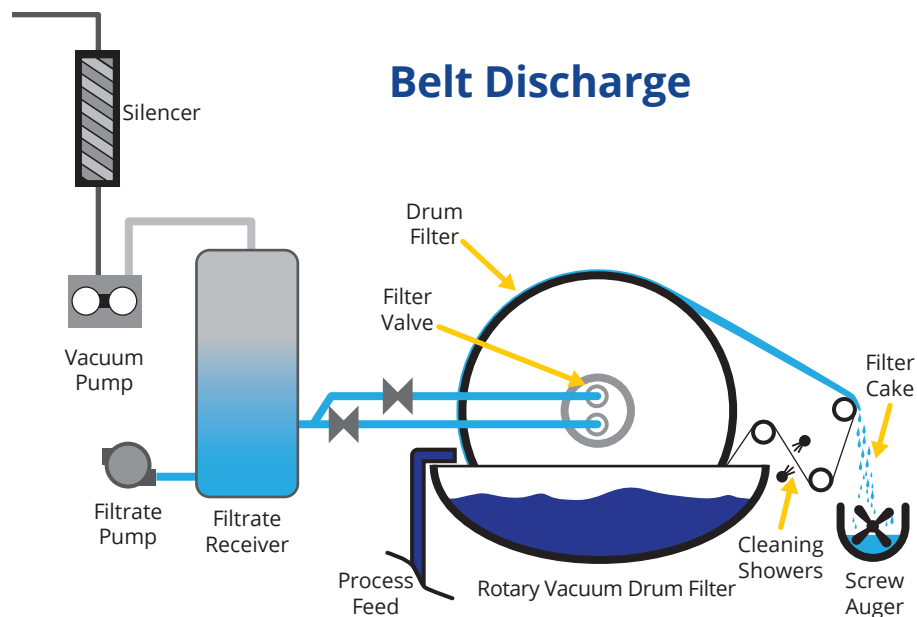 Belt Discharge
Silencer
Drum
Filter
Filter
Valve
Vacuum
Pump
Filter
Cake
Filtrate
Pump
Filtrate
Receiver
Process
Feed
Rotary Vacuum Drum Filter
Cleaning
Showers
Screw
Auger